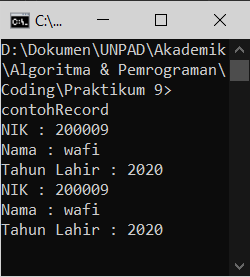 C:\...
D:\Dokumen\UNPAD\Akademik
\Algoritma & Pemrograman\
Coding\Praktikum 9>
contohRecord
NIK : 200009
Nama : wafi
Tahun Lahir : 2020
NIK : 200009
Nama : wafi
Tahun Lahir : 2020